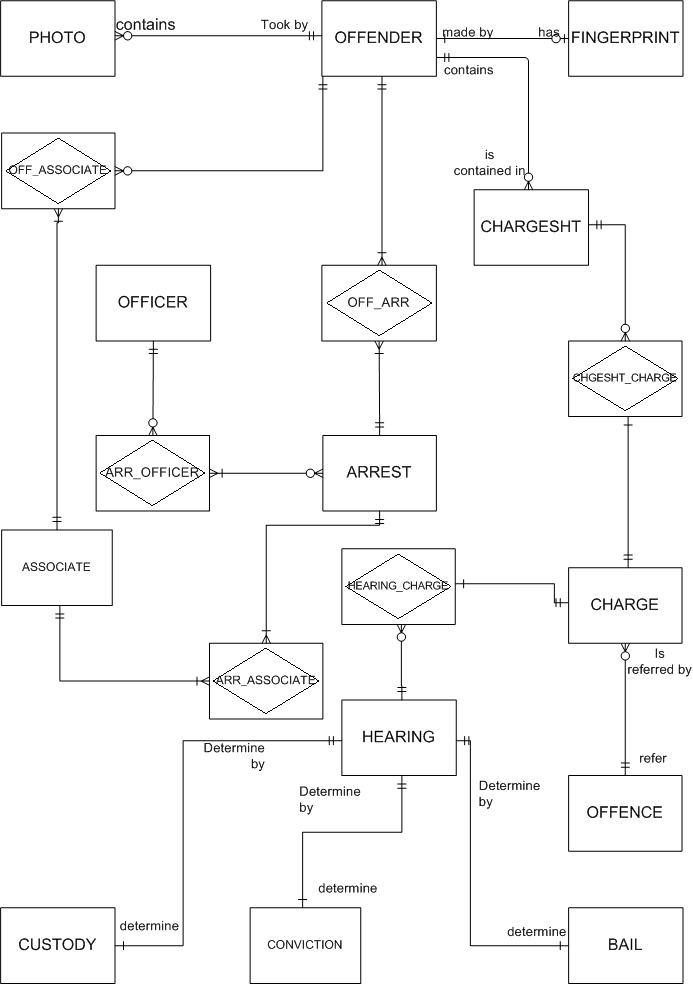 contains
Took by
PHOTO
OFFENDER
made by
has
FINGERPRINT
contains
OFF_ASSOCIATE
is
contained in
CHARGESHT
OFFICER
OFF_ARR
CHGESHT_CHARGE
ARR_OFFICER
ARREST
ASSOCIATE
HEARING_CHARGE
CHARGE
Is
referred by
ARR_ASSOCIATE
HEARING
Determine
by
Determine
by
Determine
by
refer
OFFENCE
determine
determine
determine
CUSTODY
CONVICTION
BAIL